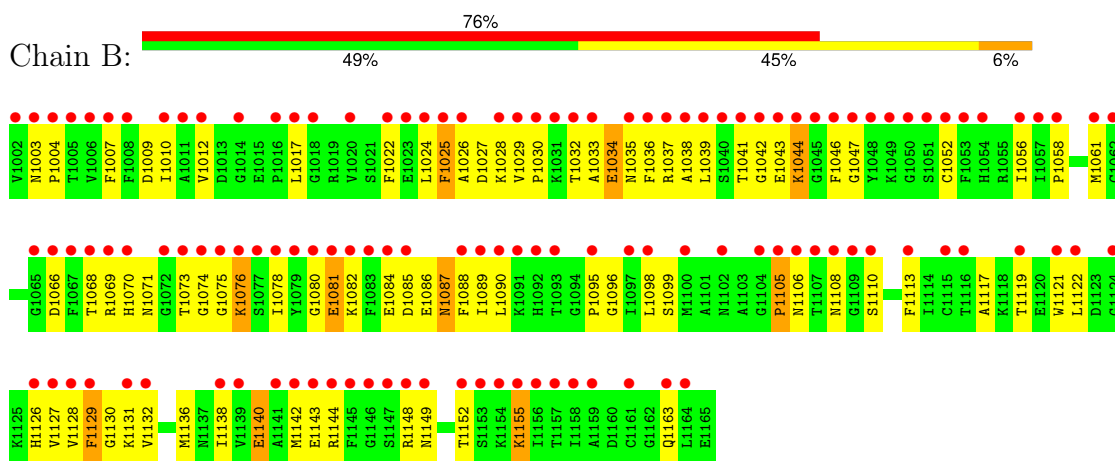 76%
Chain B:
49% 45% 6%
V1002 N1003 P1004 T1005 V1006 F1007 F1008 D1009 I1010 A1011 V1012 D1013 G1014 E1015 P1016 L1017 G1018 R1019 V1020 S1021 F1022 E1023 L1024 F1025 A1026 D1027 K1028 V1029 P1030 K1031 T1032 A1033 E1034 N1035 F1036 R1037 A1038 L1039 S1040 T1041 G1042 E1043 K1044 G1045 F1046 G1047 Y1048 K1049 G1050 S1051 C1052 F1053 H1054 R1055 I1056 I1057 P1058 M1061 C1062
G1065 D1066 F1067 T1068 R1069 H1070 N1071 G1072 T1073 G1074 G1075 K1076 S1077 I1078 Y1079 G1080 E1081 K1082 F1083 E1084 D1085 E1086 N1087 F1088 I1089 L1090 K1091 H1092 T1093 G1094 P1095 G1096 I1097 L1098 S1099 M1100 A1101 N1102 A1103 G1104 P1105 N1106 T1107 N1108 G1109 S1110 F1113 I1114 C1115 T1116 A1117 K1118 T1119 E1120 W1121 L1122 D1123 G1124
K1125 H1126 V1127 V1128 F1129 G1130 K1131 V1132 M1136 N1137 I1138 V1139 E1140 A1141 M1142 E1143 R1144 F1145 G1146 S1147 R1148 N1149 T1152 S1153 K1154 K1155 I1156 T1157 I1158 A1159 D1160 C1161 G1162 Q1163 L1164 E1165